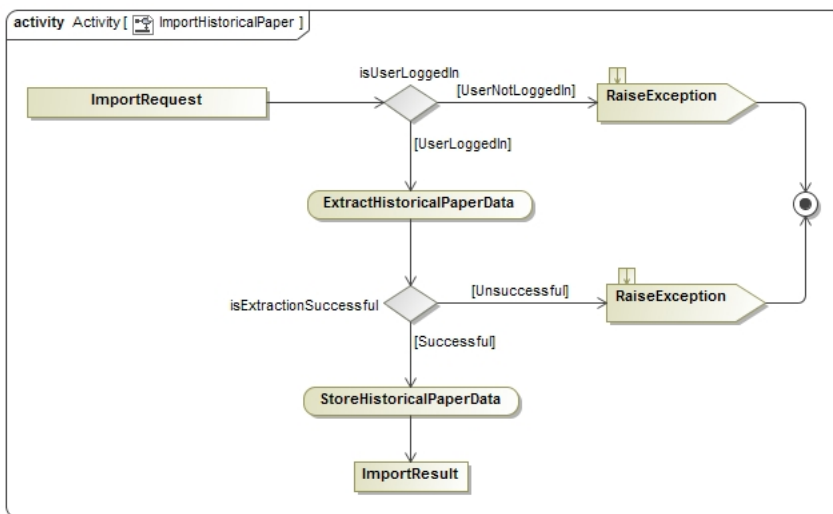 activity Activity [ ImportHistoricalPaper ]
isUserLoggedIn
ImportRequest
[UserNotLoggedIn]
RaiseException
[UserLoggedIn]
ExtractHistoricalPaperData
isExtractionSuccessful
[Unsuccessful]
RaiseException
[Successful]
StoreHistoricalPaperData
ImportResult